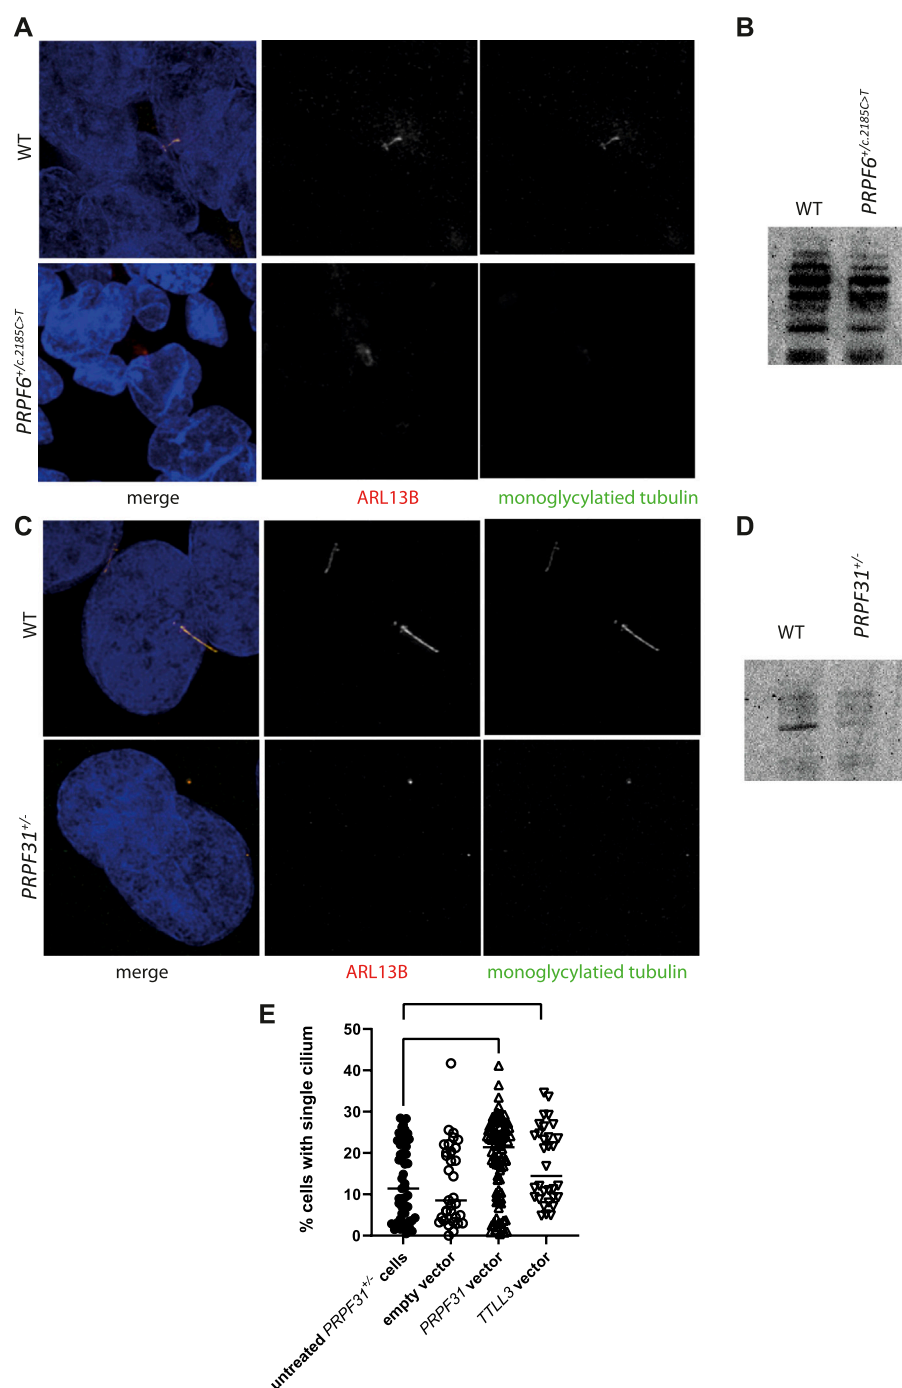 A
B
WT
PRPF6+/c.2185C>T
WT
PRPF6+/c.2185C>T
merge
ARL13B
monoglycylatied tubulin
C
D
WT
PRPF31+/-
WT
PRPF31+/-
merge
ARL13B
monoglycylatied tubulin
E
% cells with single cilium
50
40
30
20
10
0
untreated PRPF31+/- cells
empty vector
PRPF31 vector
TTLL3 vector